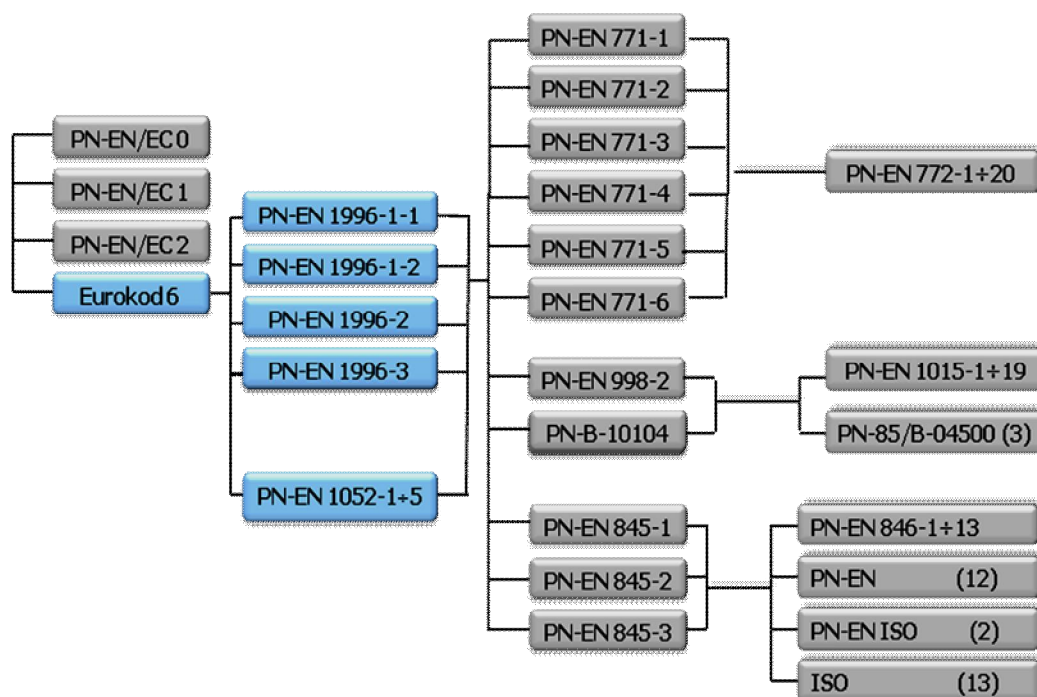 PN-EN/EC 0
PN-EN/EC 1
PN-EN/EC 2
Eurokod 6
PN-EN 1996-1-1
PN-EN 1996-1-2
PN-EN 1996-2
PN-EN 1996-3
PN-EN 1052-1÷5
PN-EN 771-1
PN-EN 771-2
PN-EN 771-3
PN-EN 771-4
PN-EN 771-5
PN-EN 771-6
PN-EN 998-2
PN-B-10104
PN-EN 845-1
PN-EN 845-2
PN-EN 845-3
PN-EN 772-1÷20
PN-EN 1015-1÷19
PN-85/B-04500 (3)
PN-EN 846-1÷13
PN-EN (12)
PN-EN ISO (2)
ISO (13)